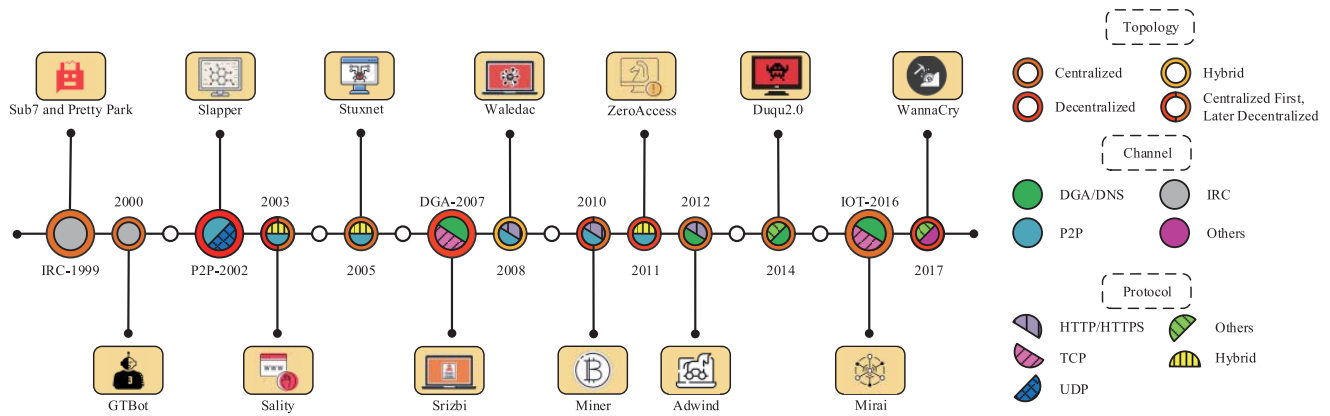 Topology
Sub7 and Pretty Park
Slapper
Stuxnet
Waledac
ZeroAccess
Duqu2.0
WannaCry
Centralized
Hybrid
Decentralized
Centralized First,
Later Decentralized
Channel
DGA/DNS
IRC
P2P
Others
2000
2003
DGA-2007
2010
2012
IOT-2016
IRC-1999
P2P-2002
2005
2008
2011
2014
2017
Protocol
HTTP/HTTPS
Others
TCP
Hybrid
UDP
WWW
GTBot
Sality
Srizbi
Miner
Adwind
Mirai